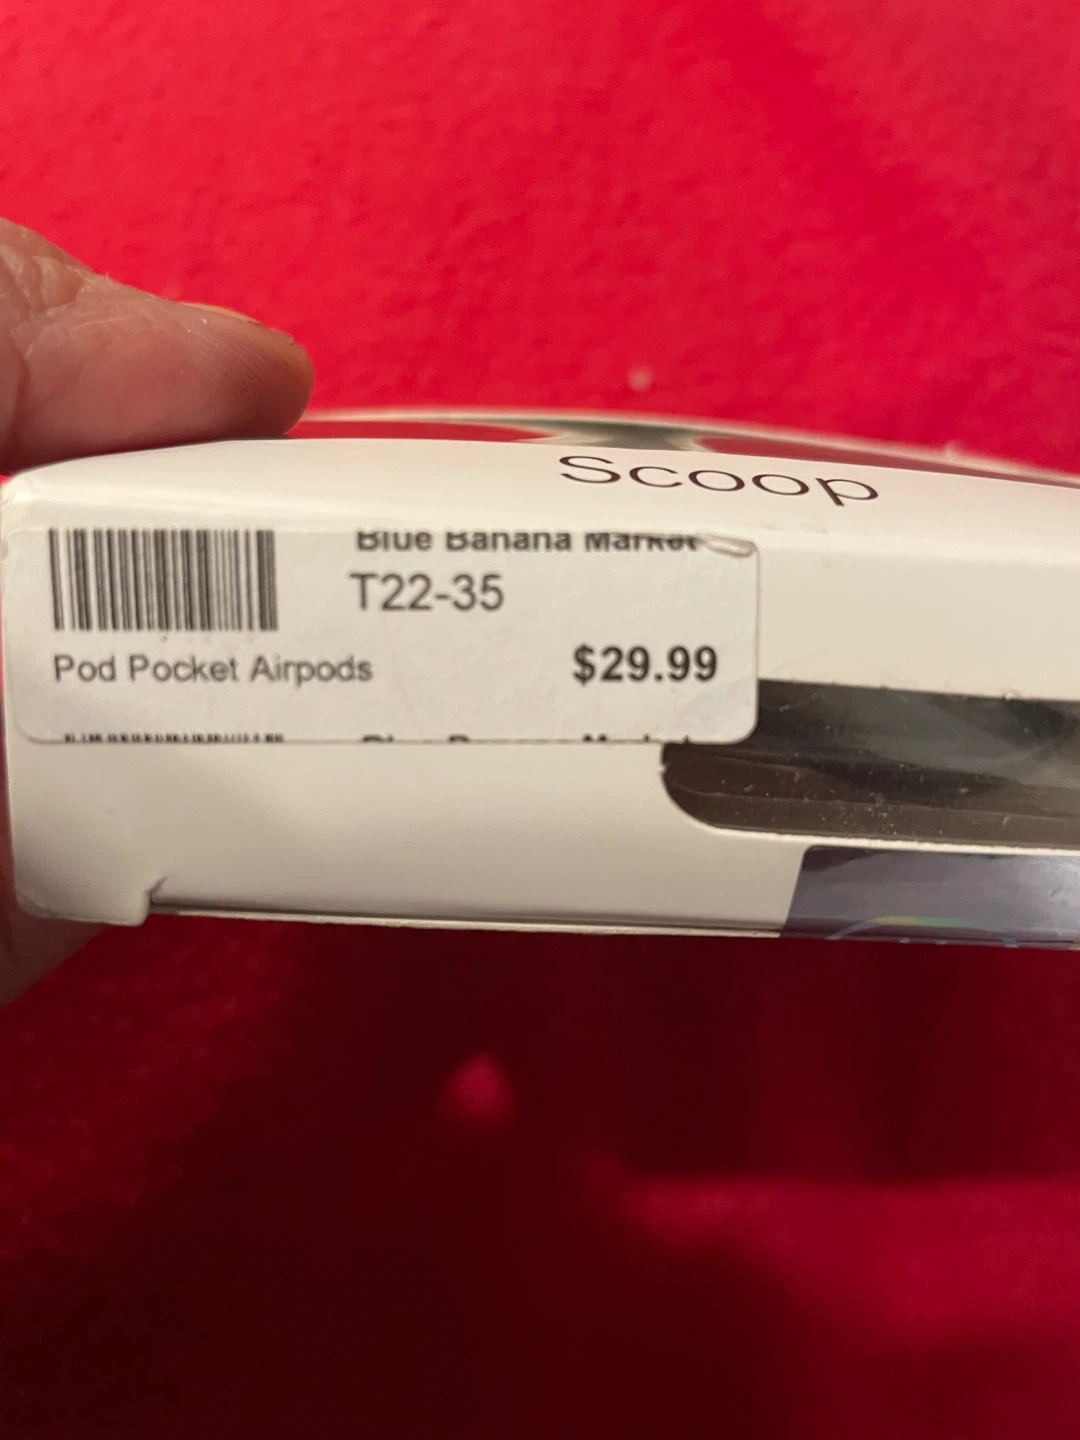 Scoop
Blue Banana Market
T22-35
Pod Pocket Airpods
$29.99